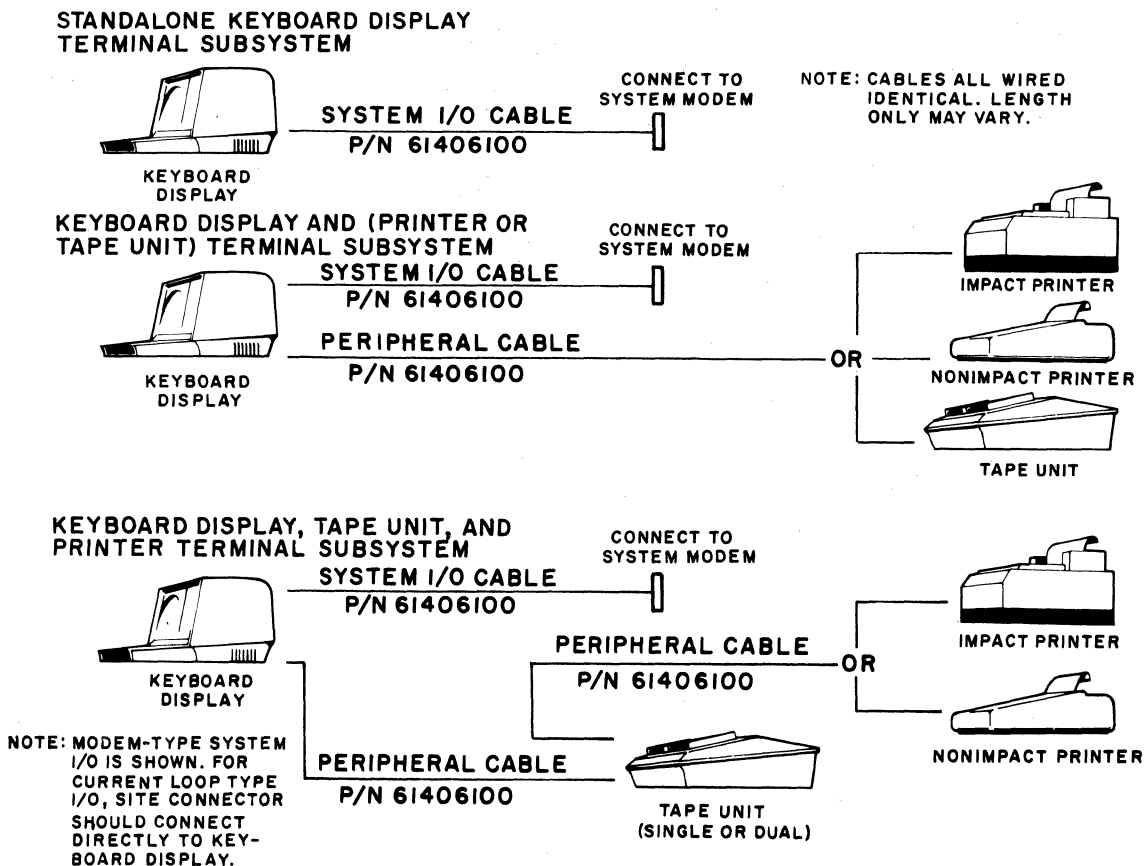 STANDALONE KEYBOARD DISPLAY
TERMINAL SUBSYSTEM
CONNECT TO
SYSTEM MODEM
NOTE: CABLES ALL WIRED
IDENTICAL. LENGTH
ONLY MAY VARY.
SYSTEM I/O CABLE
P/N 61406100
KEYBOARD
DISPLAY
KEYBOARD DISPLAY AND (PRINTER OR
TAPE UNIT) TERMINAL SUBSYSTEM
CONNECT TO
SYSTEM MODEM
SYSTEM I/O CABLE
P/N 61406100
IMPACT PRINTER
PERIPHERAL CABLE
P/N 61406100
OR
KEYBOARD
DISPLAY
NONIMPACT PRINTER
TAPE UNIT
KEYBOARD DISPLAY, TAPE UNIT, AND
PRINTER TERMINAL SUBSYSTEM
CONNECT TO
SYSTEM MODEM
SYSTEM I/O CABLE
P/N 61406100
IMPACT PRINTER
PERIPHERAL CABLE
P/N 61406100
OR
KEYBOARD
DISPLAY
NONIMPACT PRINTER
NOTE: MODEM-TYPE SYSTEM
I/O IS SHOWN. FOR
CURRENT LOOP TYPE
I/O, SITE CONNECTOR
SHOULD CONNECT
DIRECTLY TO KEY-
BOARD DISPLAY.
PERIPHERAL CABLE
P/N 61406100
TAPE UNIT
(SINGLE OR DUAL)